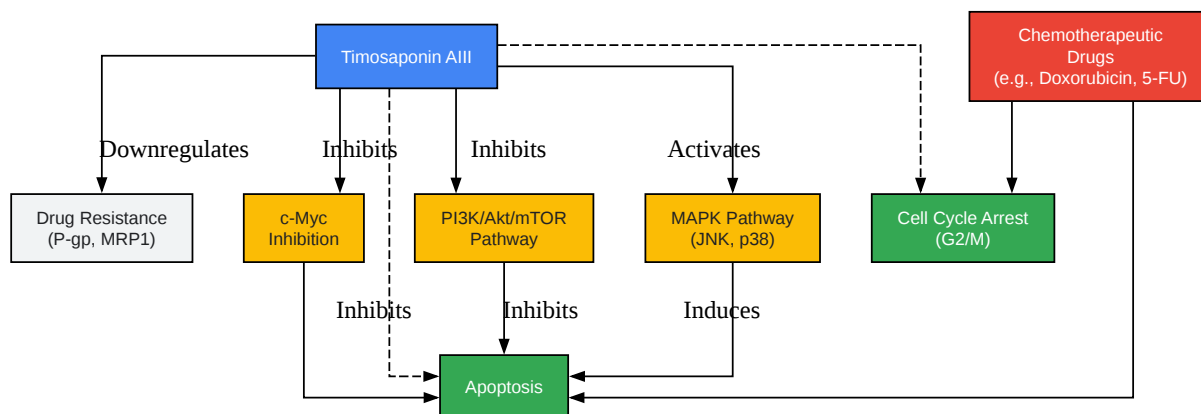 Timosaponin AIII
Chemotherapeutic
Drugs
(e.g., Doxorubicin, 5-FU)
Downregulates
Inhibits
Inhibits
Activates
Drug Resistance
(P-gp, MRP1)
c-Myc
Inhibition
PI3K/Akt/mTOR
Pathway
MAPK Pathway
(JNK, p38)
Cell Cycle Arrest
(G2/M)
Inhibits
Inhibits
Induces
Apoptosis